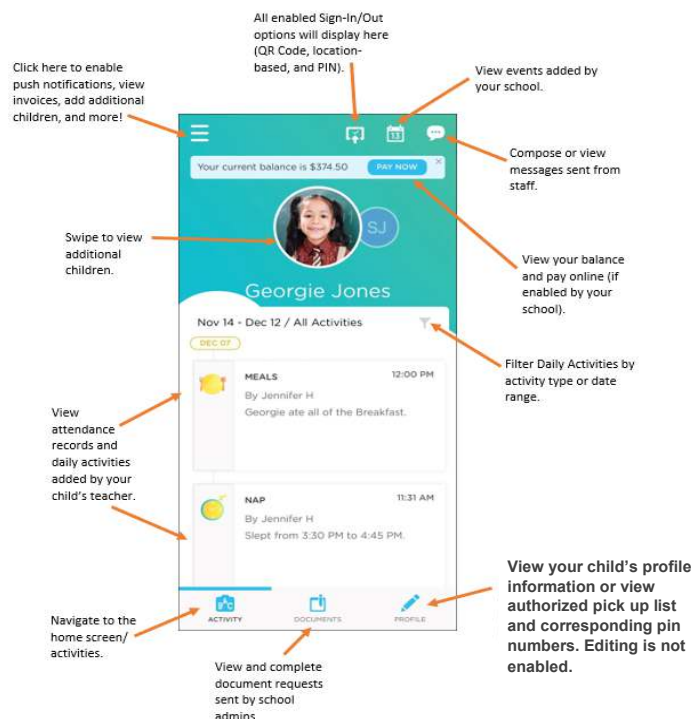 All enabled Sign-In/Out
options will display here
(QR Code, location-
based, and PIN).
Click here to enable
push notifications, view
invoices, add additional
children, and more!
View events added by
your school.
13
Compose or view
messages sent from
staff.
Your current balance is $374.50
PAY NOW
SJ
Swipe to view
additional
children.
View your balance
and pay online (if
enabled by your
school).
Georgie Jones
Nov 14 - Dec 12 / All Activities
DEC 07
Filter Daily Activities by
activity type or date
range.
MEALS 12:00 PM
By Jennifer H
Georgie ate all of the Breakfast.
View
attendance
records and
daily activities
added by your
child's teacher.
NAP 11:31 AM
By Jennifer H
Slept from 3:30 PM to 4:45 PM.
View your child's profile
information or view
authorized pick up list
and corresponding pin
numbers. Editing is not
enabled.
Navigate to the
home screen/
activities.
ACTIVITY
DOCUMENTS
PROFILE
View and complete
document requests
sent by school
admins